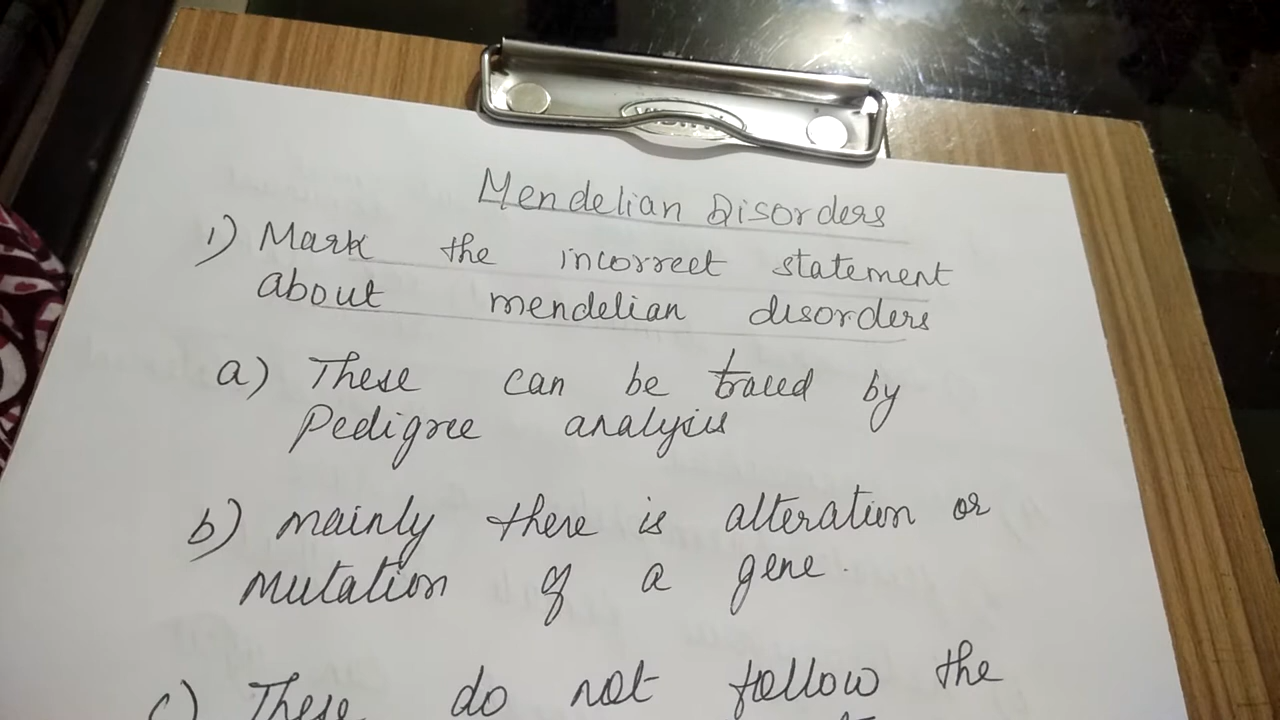 Mendelian Disorders
1) Mark the incorrect statement
about mendelian disorders
a) These can be traced by
Pedigree analysis
b) mainly there is alteration or
mutation of a gene.
c) These do not follow the